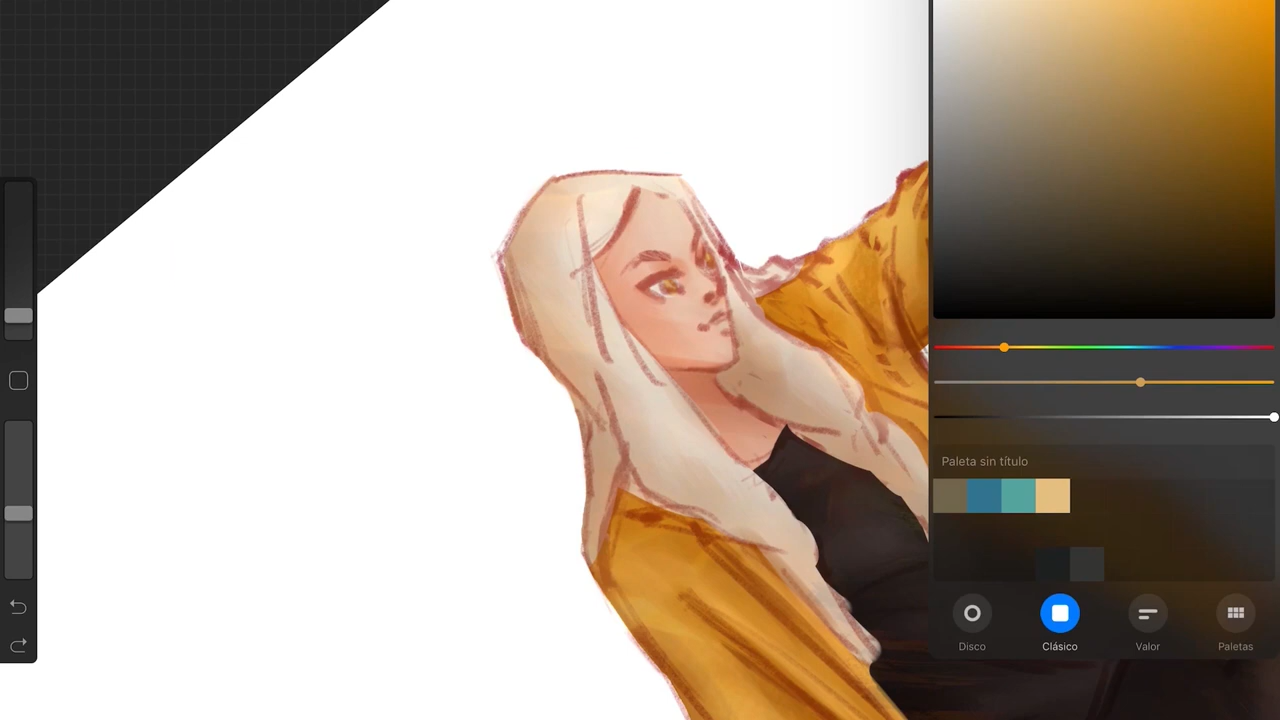 Paleta sin título
Disco
Clásico
Valor
Paletas